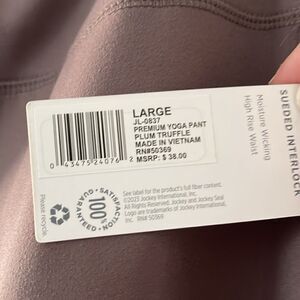 LARGE
JL-0837
PREMIUM YOGA PANT
PLUM TRUFFLE
MADE IN VIETNAM
RN#50369
MSRP: $ 38.00
0 43475 24076 2
SUEDED INTERLOCK
Moisture Wicking
High Rise Waist
Please recycle.
SATISFACTION
100%
GUARANTEED
See label for the product's full fiber content.
©2023 Jockey International, Inc.
All Rights Reserved, Jockey and Jockey Seal
Logo are trademarks of Jockey International, Inc.
RN# 50369